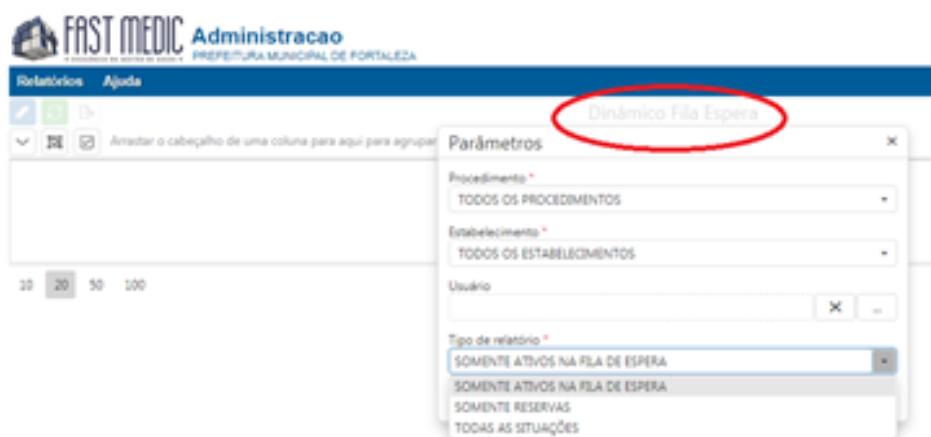 FAST MEDIC Administracao
PREFEITURA MUNICIPAL DE FORTALEZA
Relatórios Ajuda
Dinâmico Fila Espera
Arrastar o cabeçalho de uma coluna para aqui para agrupar
Parâmetros
Procedimento *
TODOS OS PROCEDIMENTOS
Estabelecimento *
TODOS OS ESTABELECIMENTOS
10 20 50 100
Usuário
...
Tipo de relatório *
SOMENTE ATIVOS NA FILA DE ESPERA
SOMENTE ATIVOS NA FILA DE ESPERA
SOMENTE RESERVAS
TODAS AS SITUAÇÕES